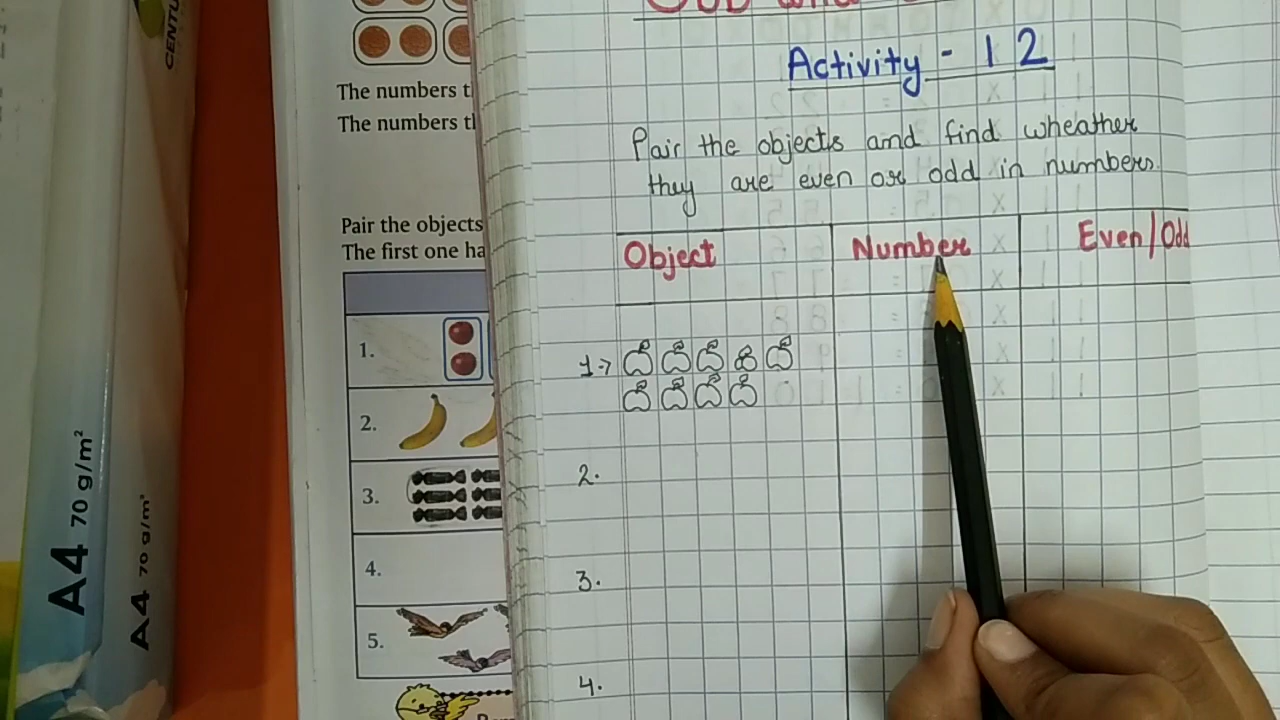 CENTU
A4 70 g/m²
A4 70 g/m²
The numbers
The numbers
Pair the objects
The first one ha
1.
2.
3.
4.
5.
Activity - 12
Pair the objects and find wheather
they are even or odd in numbers
Object Number Even/Odd
1→
2.
3.
4.